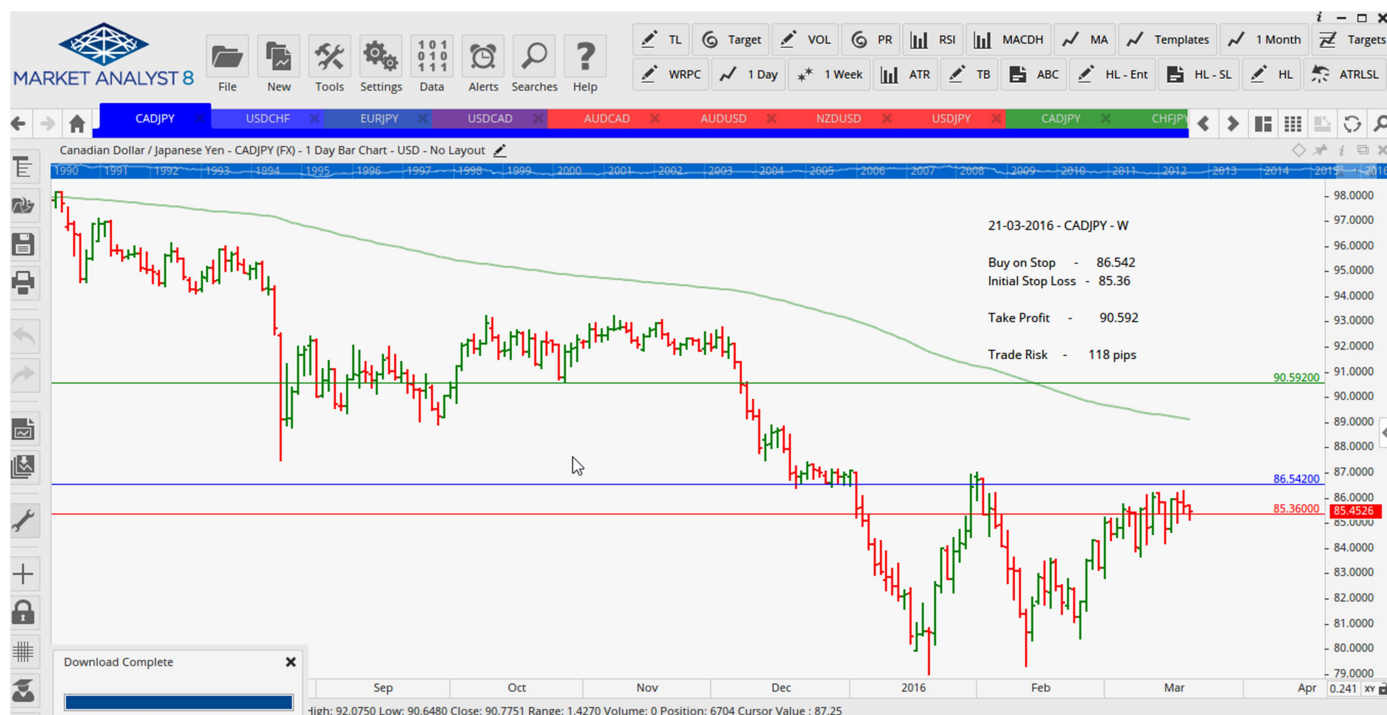 i
TL
Target
VOL
PR
RSI
MACDH
MA
Templates
1 Month
Targets
MARKET ANALYST 8
101
010
111
File
New
Tools
Settings
Data
Alerts
Searches
Help
WRPC
1 Day
1 Week
ATR
TB
ABC
HL - Ent
HL - SL
HL
ATRLSL
CADJPY
USDCHF
EURJPY
USDCAD
AUDCAD
AUDUSD
NZDUSD
USDJPY
CADJPY
CHFJPY
Canadian Dollar / Japanese Yen - CADJPY (FX) - 1 Day Bar Chart - USD - No Layout
1990 1991 1992 1993 1994 1995 1996 1997 1998 1999 2000 2001 2002 2003 2004 2005 2006 2007 2008 2009 2010 2011 2012 2013 2014 2015 2016
98.0000
97.0000
96.0000
95.0000
94.0000
93.0000
92.0000
91.0000
90.0000
89.0000
88.0000
87.0000
86.0000
85.4526
85.0000
84.0000
83.0000
82.0000
81.0000
80.0000
79.0000
21-03-2016 - CADJPY - W
Buy on Stop - 86.542
Initial Stop Loss - 85.36
Take Profit - 90.592
Trade Risk - 118 pips
90.59200
86.54200
85.36000
Download Complete
Sep Oct Nov Dec 2016 Feb Mar Apr
0.241 XY
High: 92.0750 Low: 90.6480 Close: 90.7751 Range: 1.4270 Volume: 0 Position: 6704 Cursor Value : 87.25